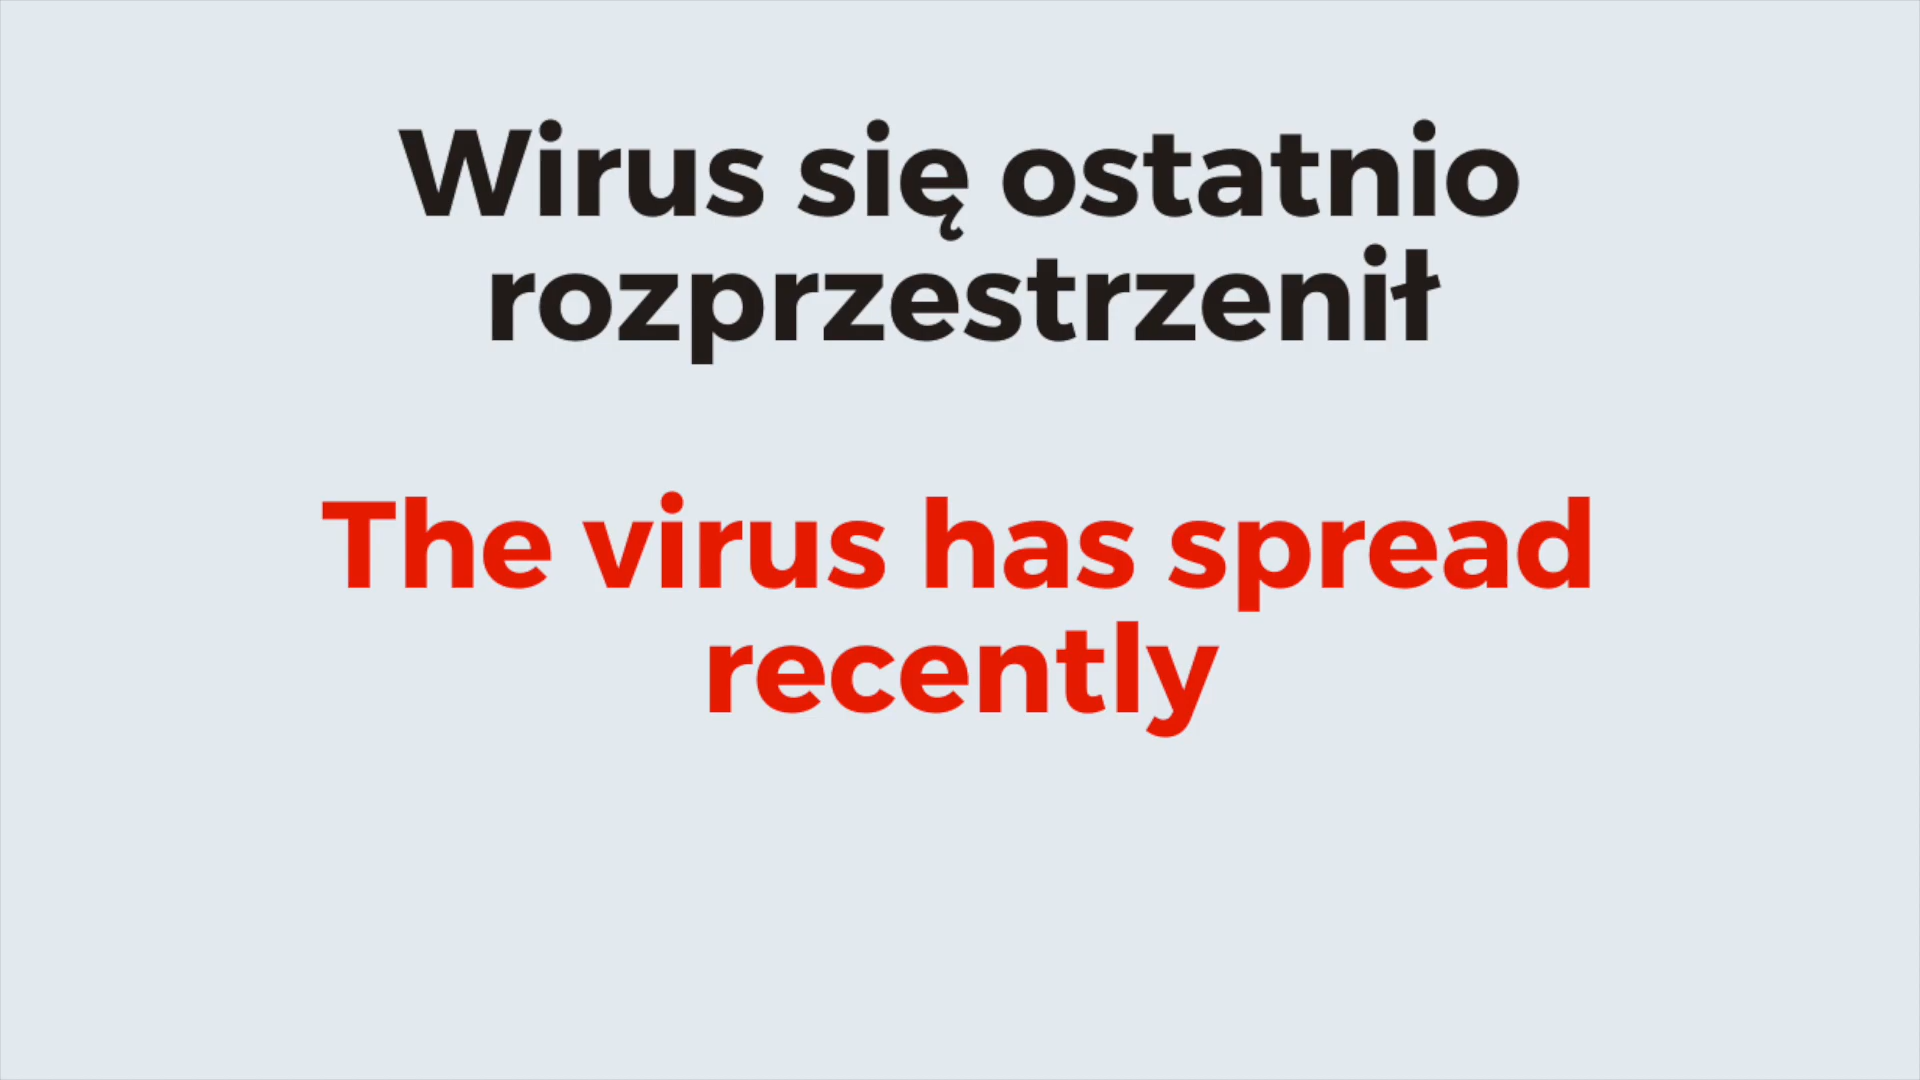 Wirus się ostatnio
rozprzestrzenił
The virus has spread
recently